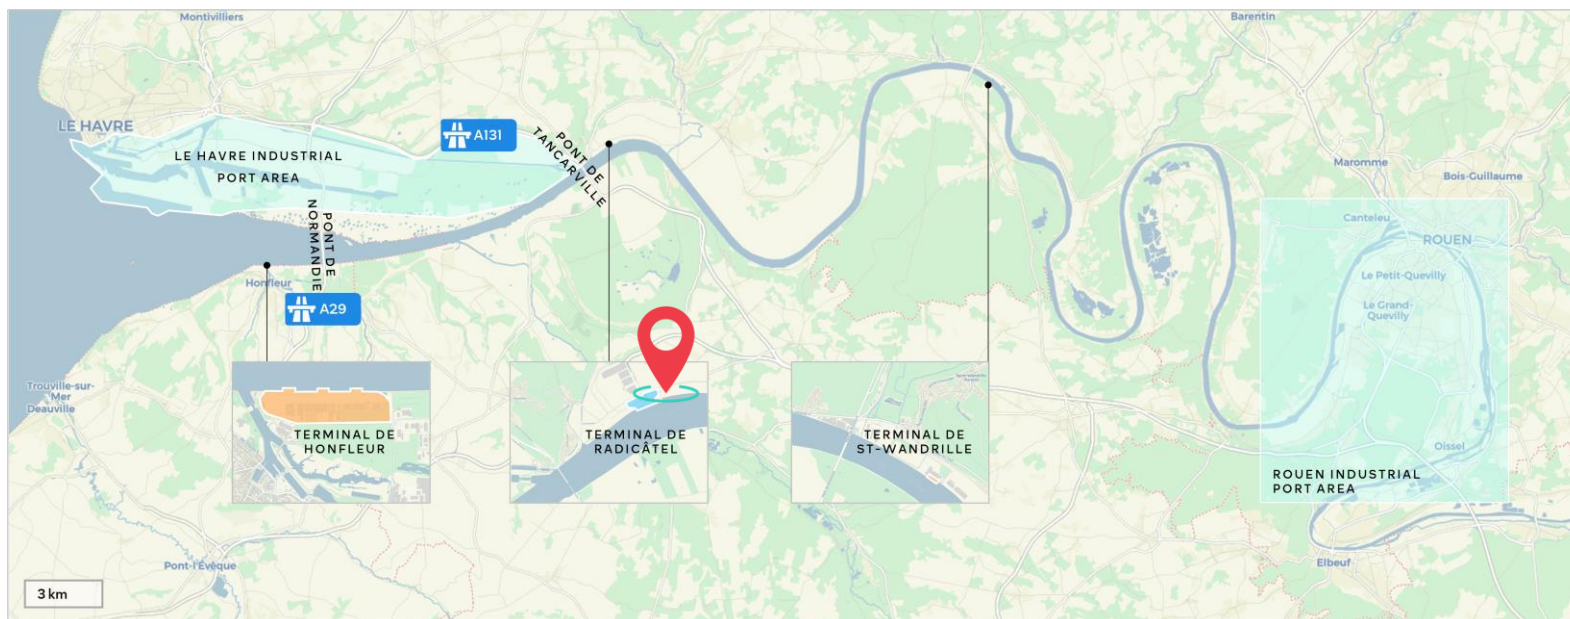 Montivilliers
Barentin
LE HAVRE
A131
PONT DE
TANCARVILLE
LE HAVRE INDUSTRIAL
PORT AREA
Maromme
Bois-Guillaume
PONT DE
NORMANDIE
Canteleu
ROUEN
Honfleur
A29
Le Petit-Quevilly
Le Grand-
Quevilly
Trouville-sur-
Mer
Deauville
TERMINAL DE
HONFLEUR
TERMINAL DE
RADICÂTEL
TERMINAL DE
ST-WANDRILLE
Oissel
ROUEN INDUSTRIAL
PORT AREA
Pont-l'Évêque
Elbeuf
3 km